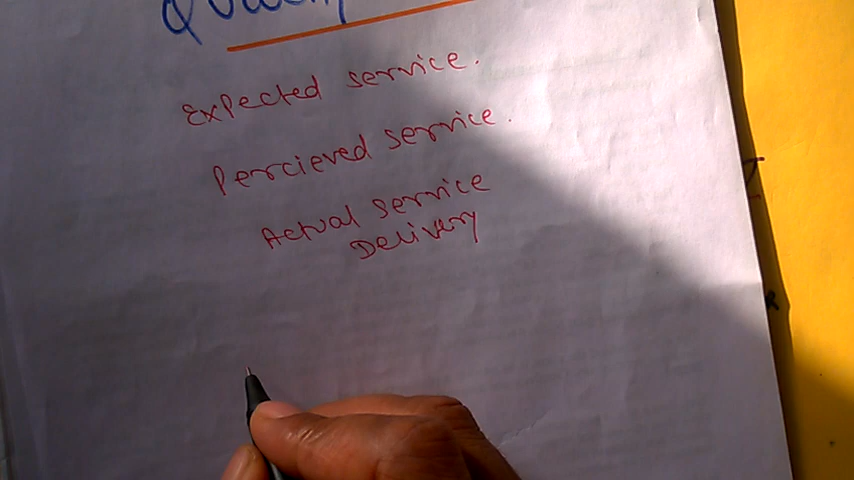 Expected service.
Percieved service.
Actual service
Delivery